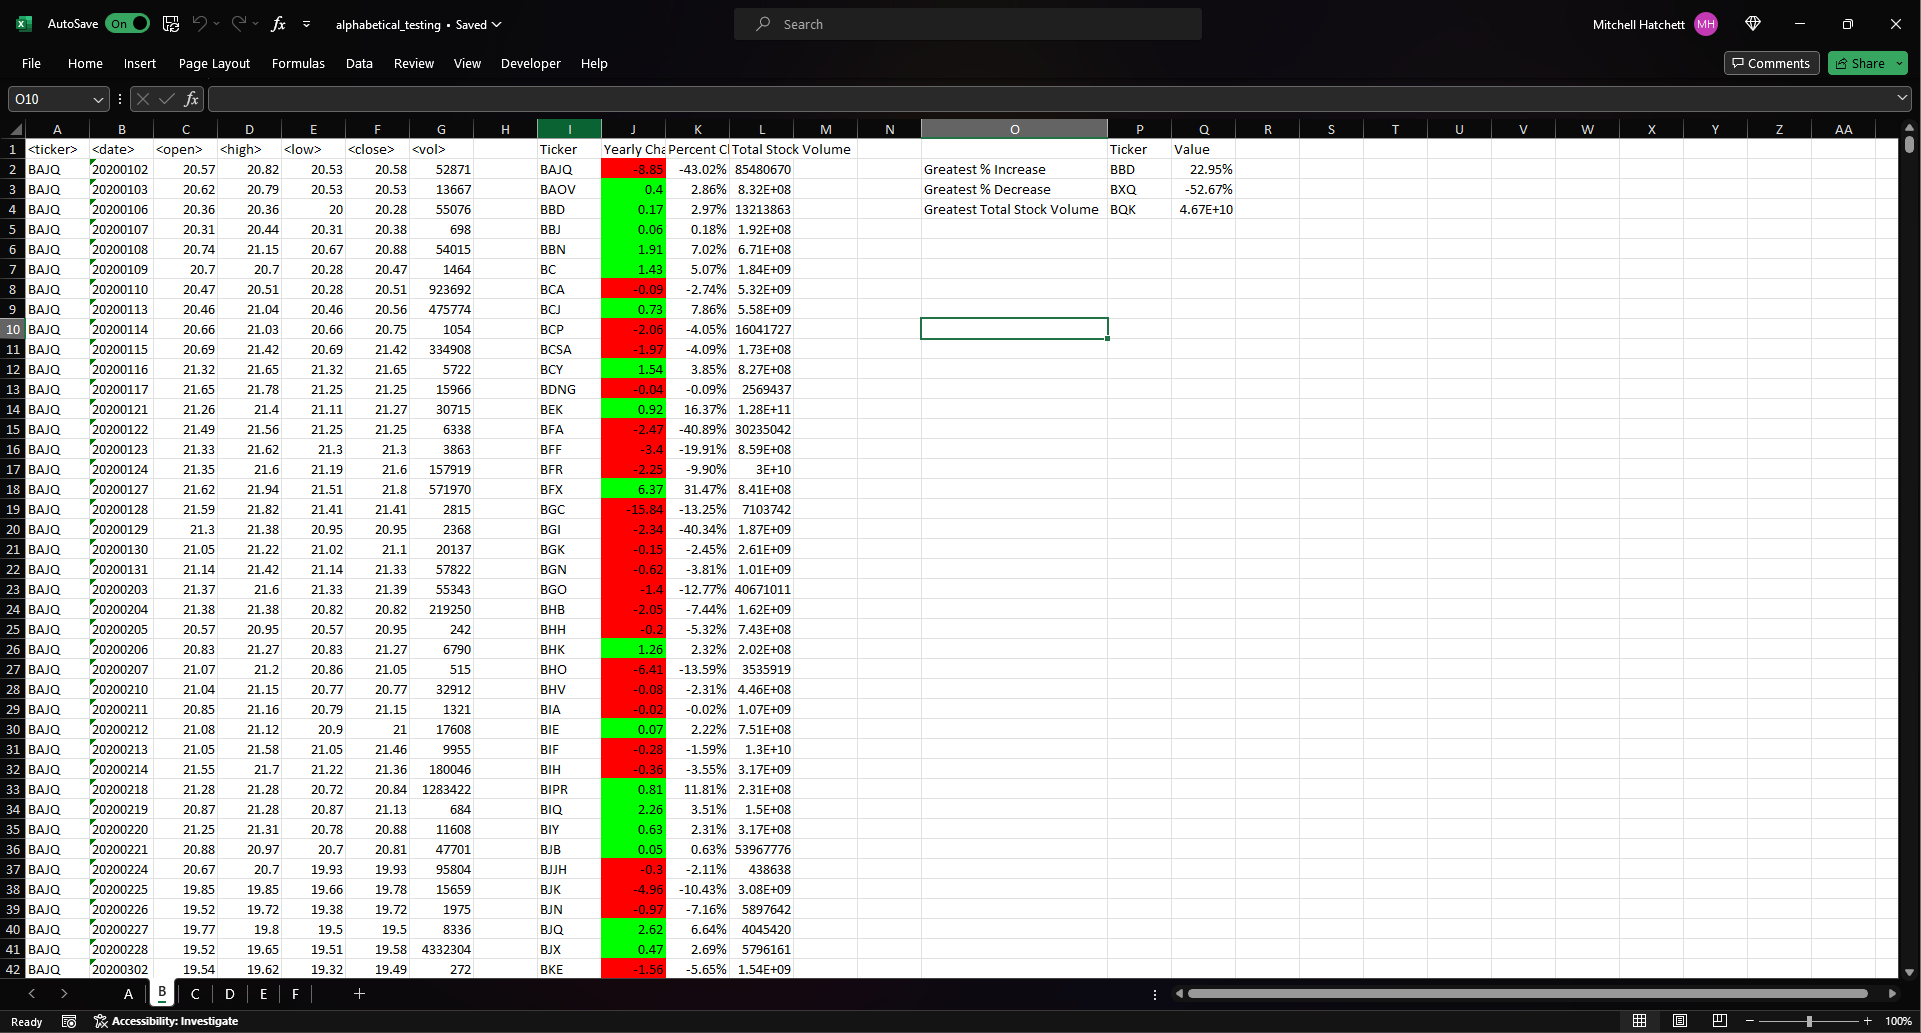 AutoSave On alphabetical_testing • Saved Search Mitchell Hatchett MH
File Home Insert Page Layout Formulas Data Review View Developer Help Comments Share
O10 fx
A B C D E F G H I J K L M N O P Q R S T U V W X Y Z AA
1 <ticker> <date> <open> <high> <low> <close> <vol> Ticker Yearly Cha Percent Cl Total Stock Volume Ticker Value
2 BAJQ 20200102 20.57 20.82 20.53 20.58 52871 BAJQ -8.85 -43.02% 85480670 Greatest % Increase BBD 22.95%
3 BAJQ 20200103 20.62 20.79 20.53 20.53 13667 BAOV 0.4 2.86% 8.32E+08 Greatest % Decrease BXQ -52.67%
4 BAJQ 20200106 20.36 20.36 20 20.28 55076 BBD 0.17 2.97% 13213863 Greatest Total Stock Volume BQK 4.67E+10
5 BAJQ 20200107 20.31 20.44 20.31 20.38 698 BBJ 0.06 0.18% 1.92E+08
6 BAJQ 20200108 20.74 21.15 20.67 20.88 54015 BBN 1.91 7.02% 6.71E+08
7 BAJQ 20200109 20.7 20.7 20.28 20.47 1464 BC 1.43 5.07% 1.84E+09
8 BAJQ 20200110 20.47 20.51 20.28 20.51 923692 BCA -0.09 -2.74% 5.32E+09
9 BAJQ 20200113 20.46 21.04 20.46 20.56 475774 BCJ 0.73 7.86% 5.58E+09
10 BAJQ 20200114 20.66 21.03 20.66 20.75 1054 BCP -2.06 -4.05% 16041727
11 BAJQ 20200115 20.69 21.42 20.69 21.42 334908 BCSA -1.97 -4.09% 1.73E+08
12 BAJQ 20200116 21.32 21.65 21.32 21.65 5722 BCY 1.54 3.85% 8.27E+08
13 BAJQ 20200117 21.65 21.78 21.25 21.25 15966 BDNG -0.04 -0.09% 2569437
14 BAJQ 20200121 21.26 21.4 21.11 21.27 30715 BEK 0.92 16.37% 1.28E+11
15 BAJQ 20200122 21.49 21.56 21.25 21.25 6338 BFA -2.47 -40.89% 30235042
16 BAJQ 20200123 21.33 21.62 21.3 21.3 3863 BFF -3.4 -19.91% 8.59E+08
17 BAJQ 20200124 21.35 21.6 21.19 21.6 157919 BFR -2.25 -9.90% 3E+10
18 BAJQ 20200127 21.62 21.94 21.51 21.8 571970 BFX 6.37 31.47% 8.41E+08
19 BAJQ 20200128 21.59 21.82 21.41 21.41 2815 BGC -15.84 -13.25% 7103742
20 BAJQ 20200129 21.3 21.38 20.95 20.95 2368 BGI -2.34 -40.34% 1.87E+09
21 BAJQ 20200130 21.05 21.22 21.02 21.1 20137 BGK -0.15 -2.45% 2.61E+09
22 BAJQ 20200131 21.14 21.42 21.14 21.33 57822 BGN -0.62 -3.81% 1.01E+09
23 BAJQ 20200203 21.37 21.6 21.33 21.39 55343 BGO -1.4 -12.77% 40671011
24 BAJQ 20200204 21.38 21.38 20.82 20.82 219250 BHB -2.05 -7.44% 1.62E+09
25 BAJQ 20200205 20.57 20.95 20.57 20.95 242 BHH -0.2 -5.32% 7.43E+08
26 BAJQ 20200206 20.83 21.27 20.83 21.27 6790 BHK 1.26 2.32% 2.02E+08
27 BAJQ 20200207 21.07 21.2 20.86 21.05 515 BHO -6.41 -13.59% 3535919
28 BAJQ 20200210 21.04 21.15 20.77 20.77 32912 BHV -0.08 -2.31% 4.46E+08
29 BAJQ 20200211 20.85 21.16 20.79 21.15 1321 BIA -0.02 -0.02% 1.07E+09
30 BAJQ 20200212 21.08 21.12 20.9 21 17608 BIE 0.07 2.22% 7.51E+08
31 BAJQ 20200213 21.05 21.58 21.05 21.46 9955 BIF -0.28 -1.59% 1.3E+10
32 BAJQ 20200214 21.55 21.7 21.22 21.36 180046 BIH -0.36 -3.55% 3.17E+09
33 BAJQ 20200218 21.28 21.28 20.72 20.84 1283422 BIPR 0.81 11.81% 2.31E+08
34 BAJQ 20200219 20.87 21.28 20.87 21.13 684 BIQ 2.26 3.51% 1.5E+08
35 BAJQ 20200220 21.25 21.31 20.78 20.88 11608 BIY 0.63 2.31% 3.17E+08
36 BAJQ 20200221 20.88 20.97 20.7 20.81 47701 BJB 0.05 0.63% 53967776
37 BAJQ 20200224 20.67 20.7 19.93 19.93 95804 BJJH -0.3 -2.11% 438638
38 BAJQ 20200225 19.85 19.85 19.66 19.78 15659 BJK -4.96 -10.43% 3.08E+09
39 BAJQ 20200226 19.52 19.72 19.38 19.72 1975 BJN -0.97 -7.16% 5897642
40 BAJQ 20200227 19.77 19.8 19.5 19.5 8336 BJQ 2.62 6.64% 4045420
41 BAJQ 20200228 19.52 19.65 19.51 19.58 4332304 BJX 0.47 2.69% 5796161
42 BAJQ 20200302 19.54 19.62 19.32 19.49 272 BKE -1.56 -5.65% 1.54E+09
A B C D E F
Ready Accessibility: Investigate 100%